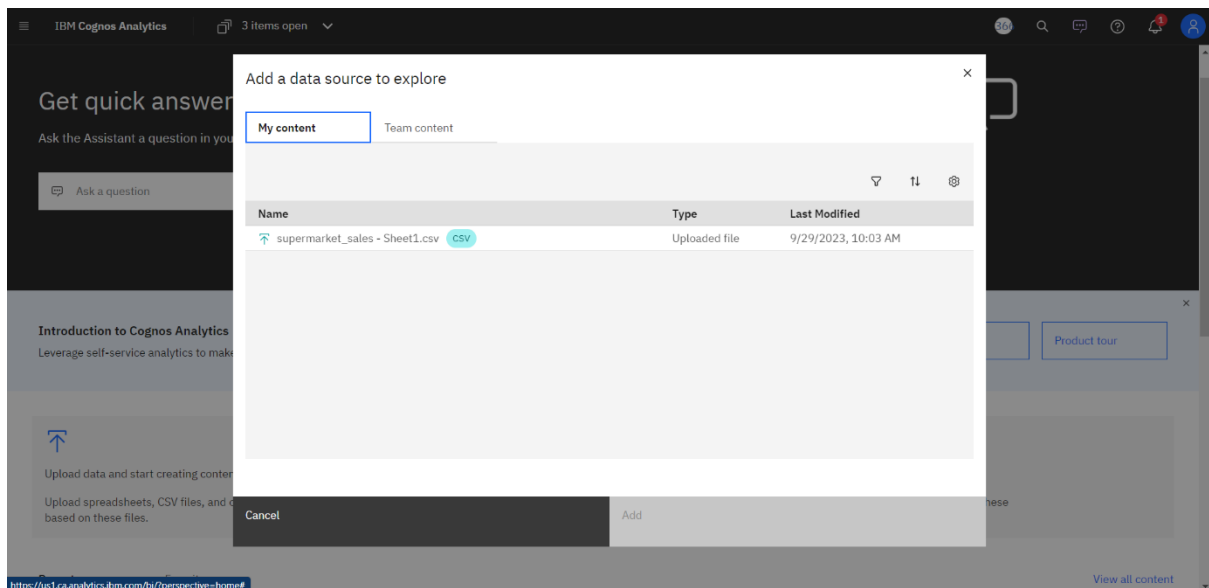 IBM Cognos Analytics 3 items open 36 1
Get quick answer
Ask the Assistant a question in you
Ask a question
Add a data source to explore
My content Team content
Name Type Last Modified
supermarket_sales - Sheet1.csv CSV Uploaded file 9/29/2023, 10:03 AM
Introduction to Cognos Analytics
Leverage self-service analytics to make
Product tour
Upload data and start creating conter
Upload spreadsheets, CSV files, and
based on these files.
hese
Cancel Add
View all content
https://us1.ca.analytics.ibm.com/bi/?perspective=home#